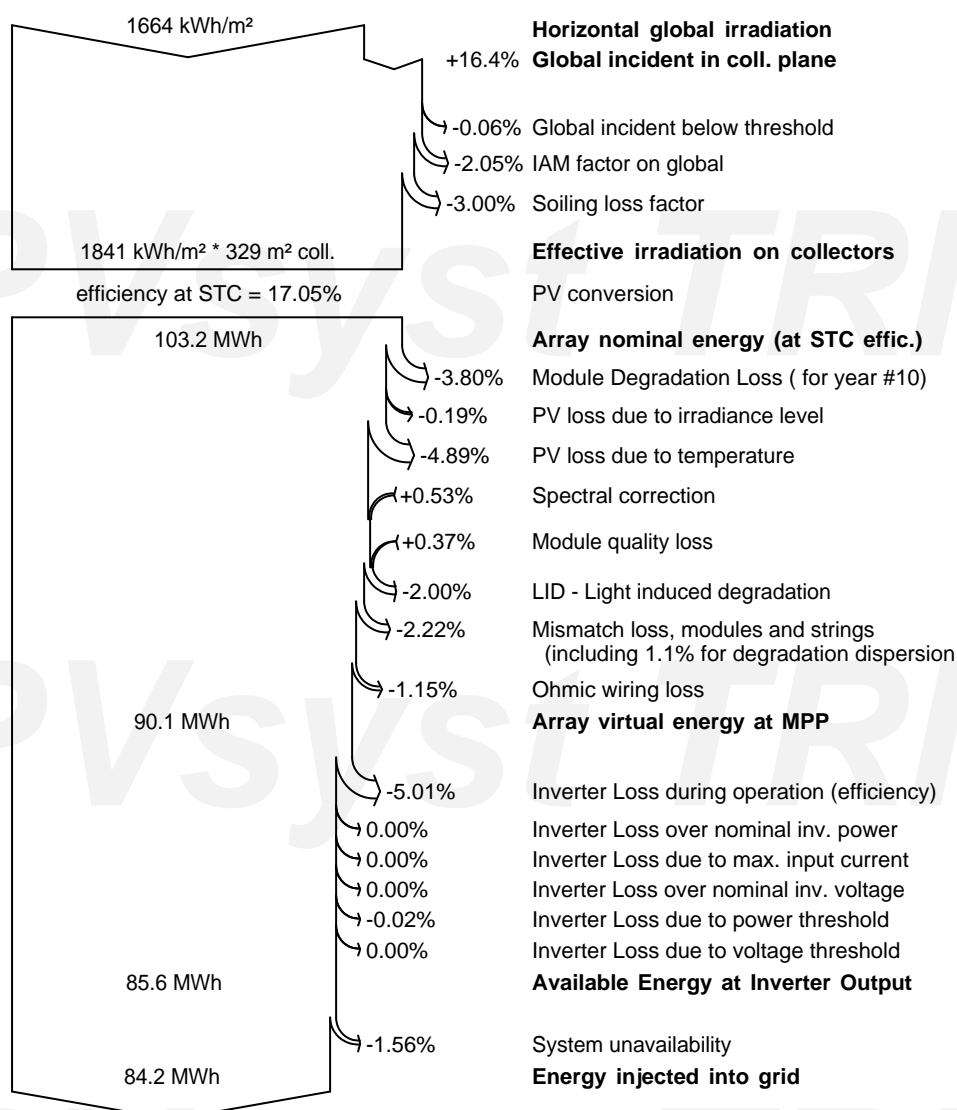 1664 kWh/m²
Horizontal global irradiation
+16.4% Global incident in coll. plane
-0.06% Global incident below threshold
-2.05% IAM factor on global
-3.00% Soiling loss factor
1841 kWh/m² * 329 m² coll.
Effective irradiation on collectors
efficiency at STC = 17.05%
PV conversion
103.2 MWh
Array nominal energy (at STC effic.)
-3.80% Module Degradation Loss ( for year #10)
-0.19% PV loss due to irradiance level
-4.89% PV loss due to temperature
+0.53% Spectral correction
+0.37% Module quality loss
-2.00% LID - Light induced degradation
-2.22% Mismatch loss, modules and strings
(including 1.1% for degradation dispersion
-1.15% Ohmic wiring loss
90.1 MWh
Array virtual energy at MPP
-5.01% Inverter Loss during operation (efficiency)
0.00% Inverter Loss over nominal inv. power
0.00% Inverter Loss due to max. input current
0.00% Inverter Loss over nominal inv. voltage
-0.02% Inverter Loss due to power threshold
0.00% Inverter Loss due to voltage threshold
85.6 MWh
Available Energy at Inverter Output
-1.56% System unavailability
84.2 MWh
Energy injected into grid
PVsyst TRI
PVsyst TRI